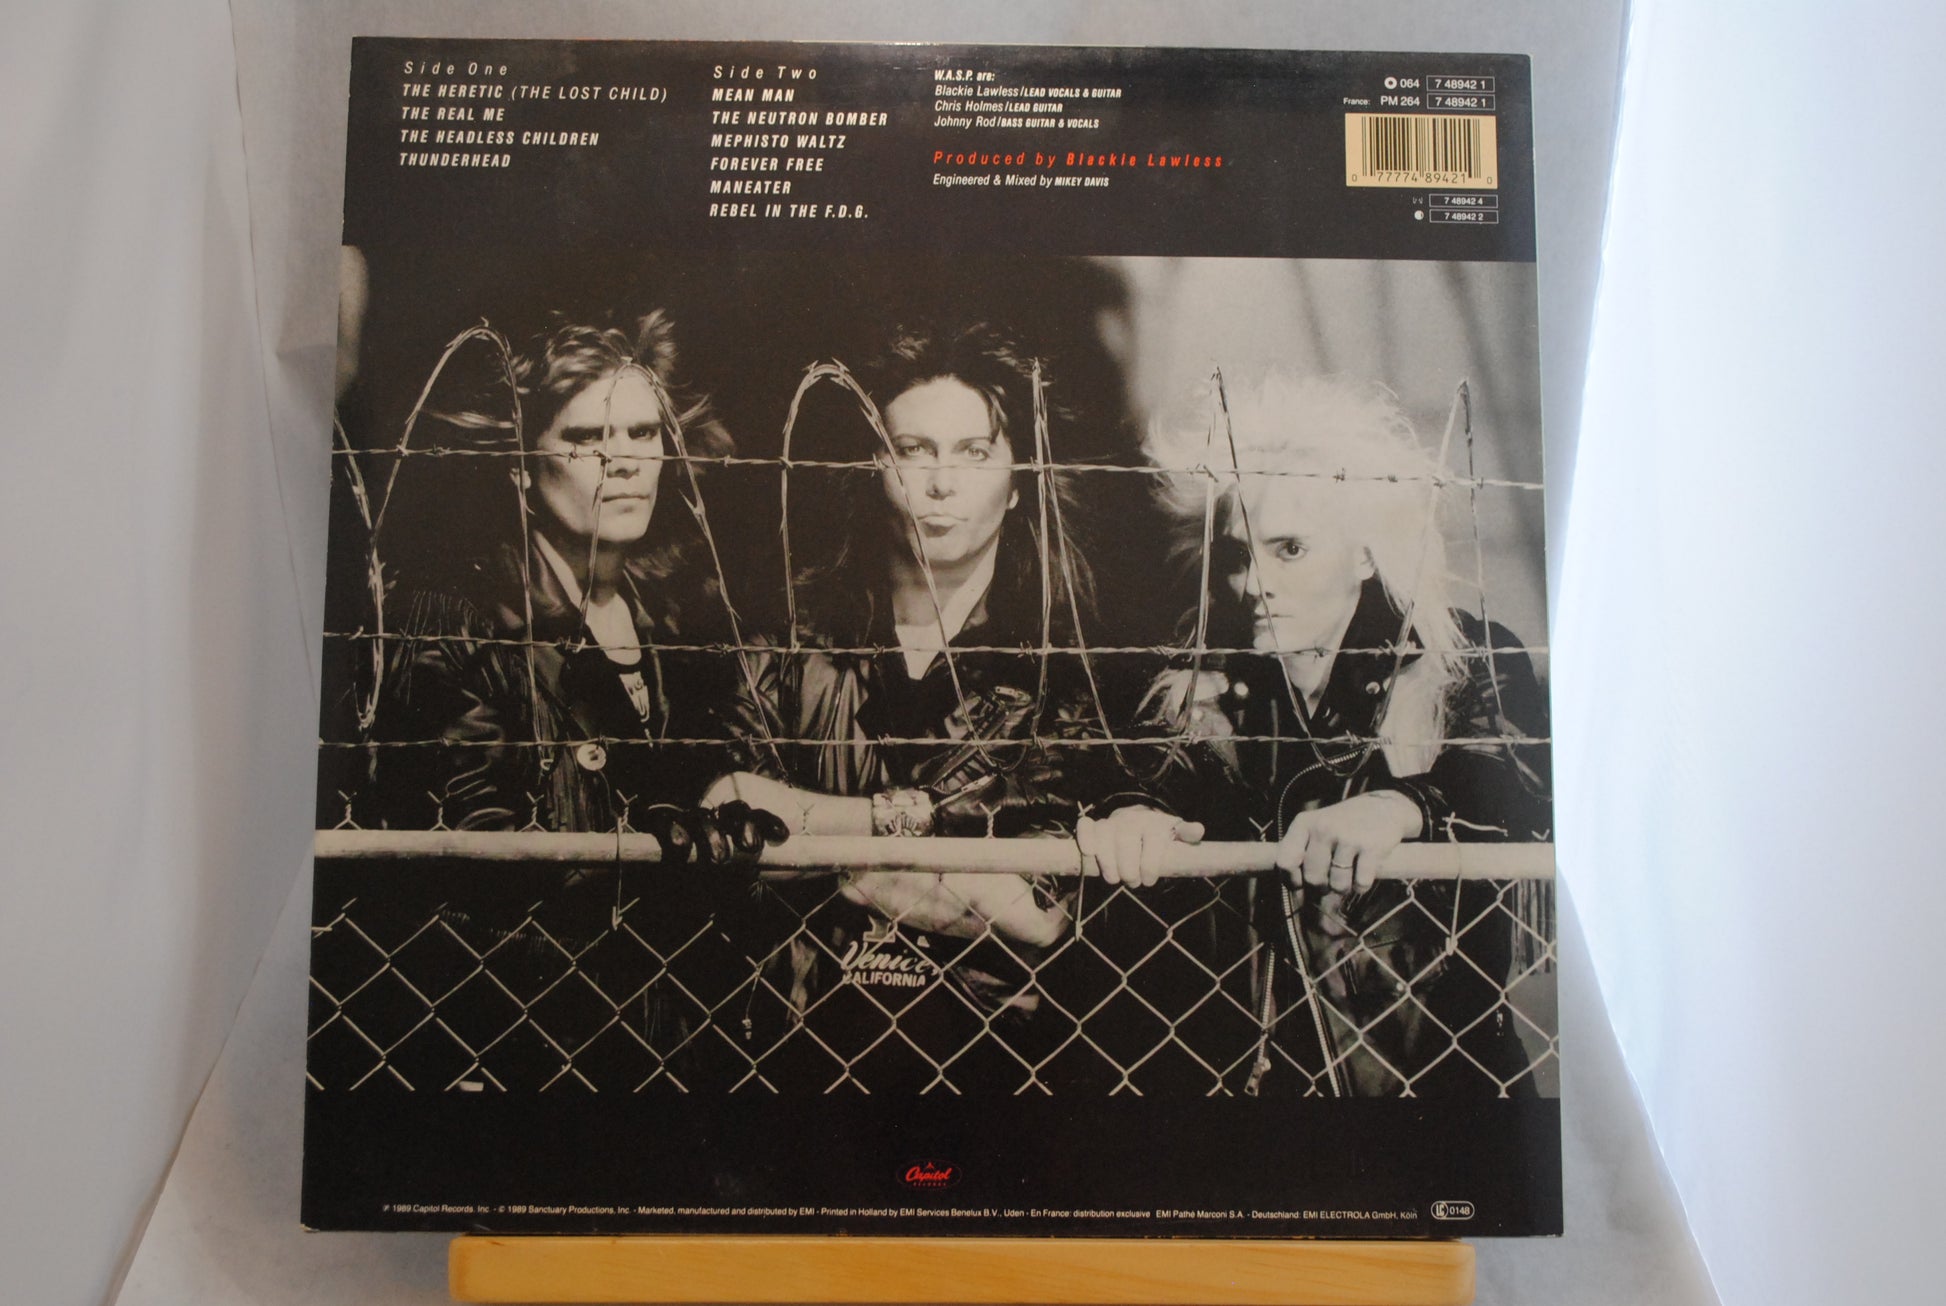 Side One
THE HERETIC (THE LOST CHILD)
THE REAL ME
THE HEADLESS CHILDREN
THUNDERHEAD
Side Two
MEAN MAN
THE NEUTRON BOMBER
MEPHISTO WALTZ
FOREVER FREE
MANEATER
REBEL IN THE F.D.G.
W.A.S.P. are:
Blackie Lawless/LEAD VOCALS & GUITAR
Chris Holmes/LEAD GUITAR
Johnny Rod/BASS GUITAR & VOCALS
Produced by Blackie Lawless
Engineered & Mixed by MIKEY DAVIS
064 7 48942 1
France: PM 264 7 48942 1
0 77774 89421 0
7 48942 4
7 48942 2
Venice,
CALIFORNIA
Capitol
RECORDS
℗ 1989 Capitol Records, Inc. - © 1989 Sanctuary Productions, Inc. - Marketed, manufactured and distributed by EMI - Printed in Holland by EMI Services Benelux B.V., Uden - En France: distribution exclusive EMI Pathé Marconi S.A. - Deutschland: EMI ELECTROLA GmbH, Köln
LC 0148